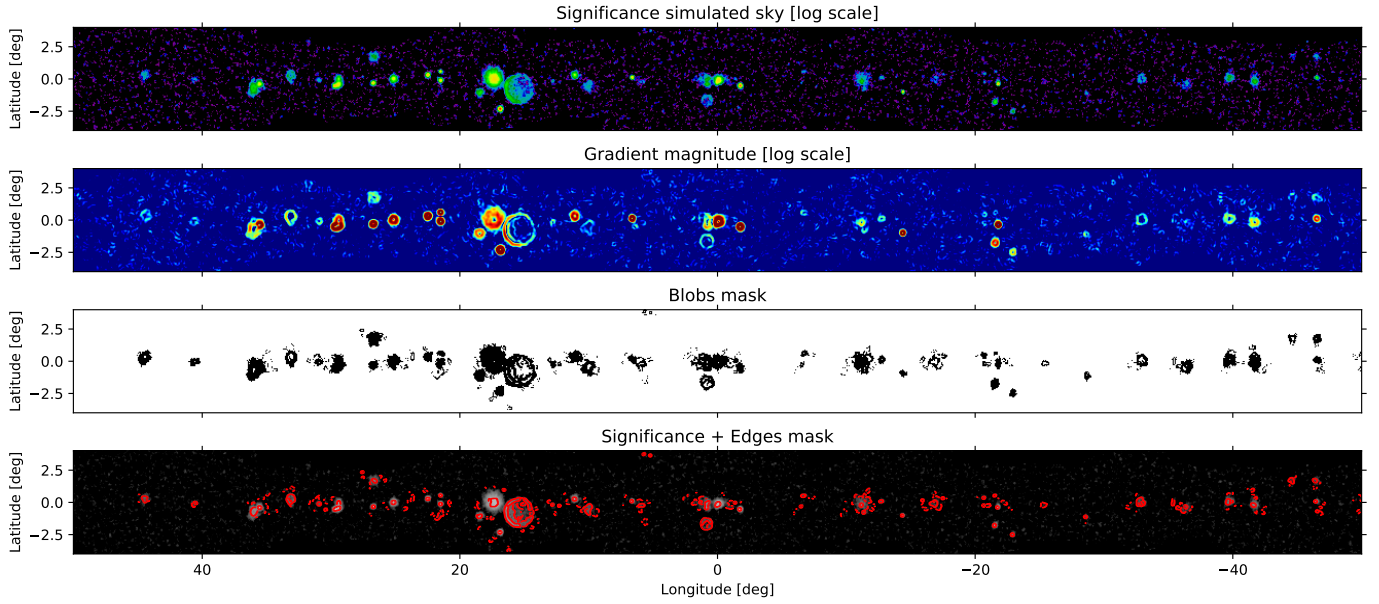 Significance simulated sky [log scale]
Latitude [deg]
2.5
0.0
−2.5
Gradient magnitude [log scale]
Latitude [deg]
2.5
0.0
−2.5
Blobs mask
Latitude [deg]
2.5
0.0
−2.5
Significance + Edges mask
Latitude [deg]
2.5
0.0
−2.5
40 20 0 −20 −40
Longitude [deg]